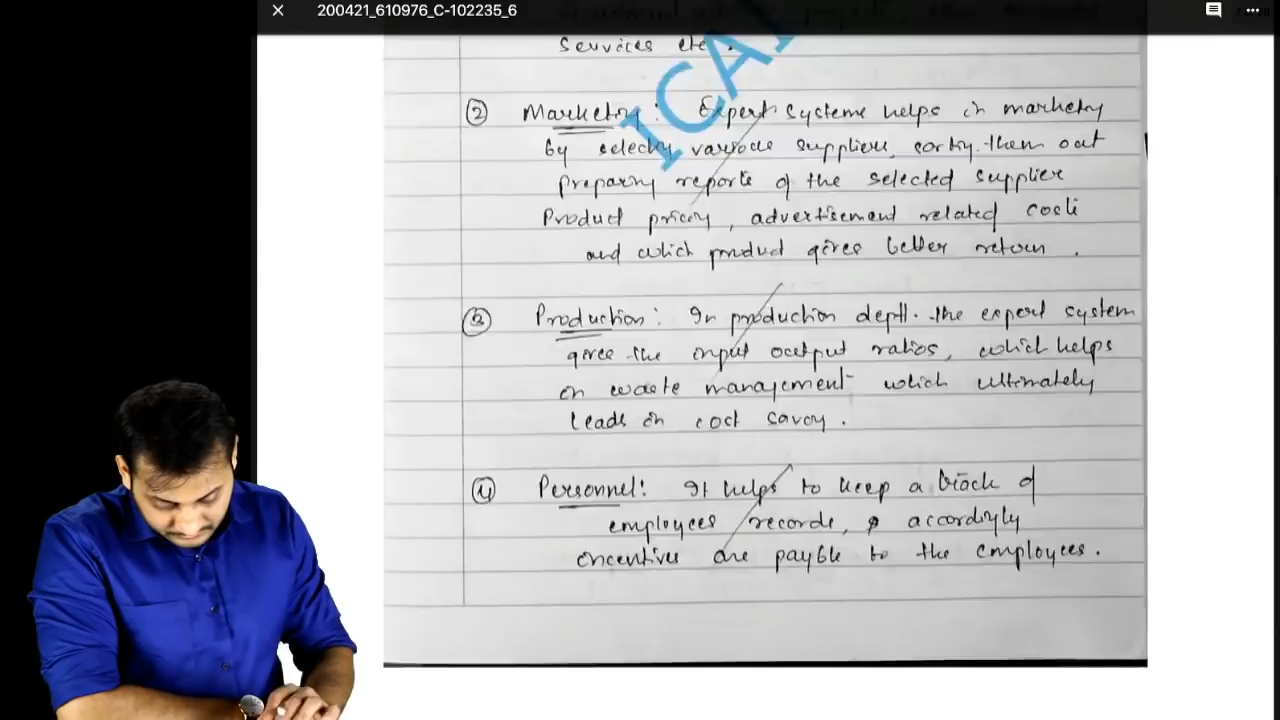 200421_610976_C-102235_6
services etc.
ICAI
② Marketing: Expert systems helps in marketing
by selecting various suppliers, sorting them out
preparing reports of the selected supplier
Product pricing, advertisement related costs
and which product gives better return.
③ Production: In production deptt. the expert system
gives the input output ratios, which helps
in waste management which ultimately
leads in cost saving.
④ Personnel: It helps to keep a track of
employees records, & accordingly
incentives are payble to the employees.